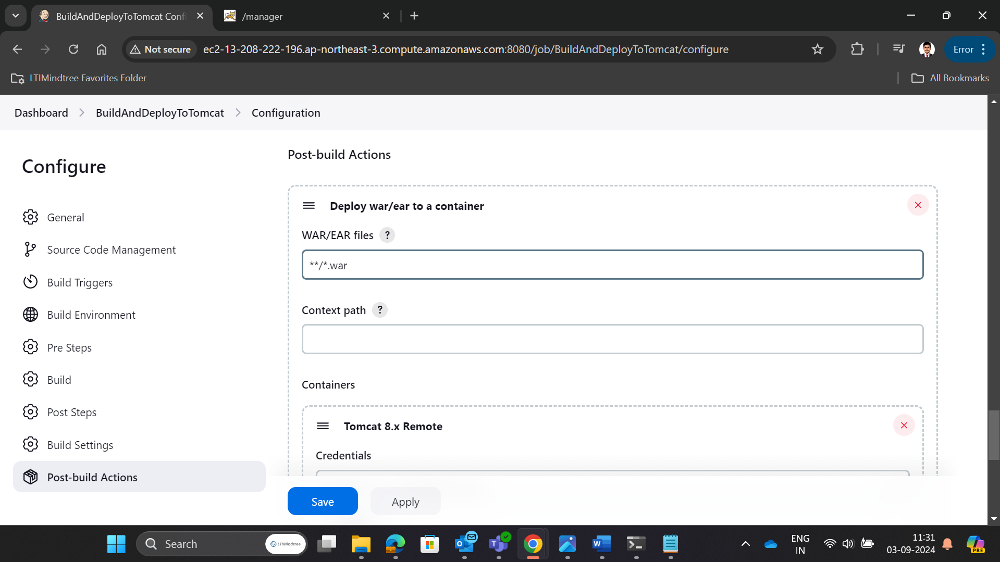 BuildAndDeployToTomcat Confi
/manager
Not secure
ec2-13-208-222-196.ap-northeast-3.compute.amazonaws.com:8080/job/BuildAndDeployToTomcat/configure
Error
LTIMindtree Favorites Folder
All Bookmarks
Dashboard > BuildAndDeployToTomcat > Configuration
Configure
General
Source Code Management
Build Triggers
Build Environment
Pre Steps
Build
Post Steps
Build Settings
Post-build Actions
Post-build Actions
Deploy war/ear to a container
WAR/EAR files ?
**/*.war
Context path ?
Containers
Tomcat 8.x Remote
Credentials
Save
Apply
Search
LTIMindtree
ENG
IN
11:31
03-09-2024
PRE